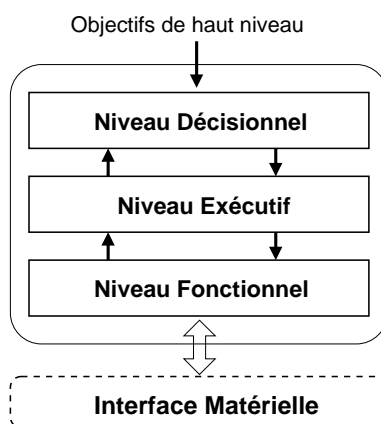 Objectifs de haut niveau
Niveau Décisionnel
Niveau Exécutif
Niveau Fonctionnel
Interface Matérielle